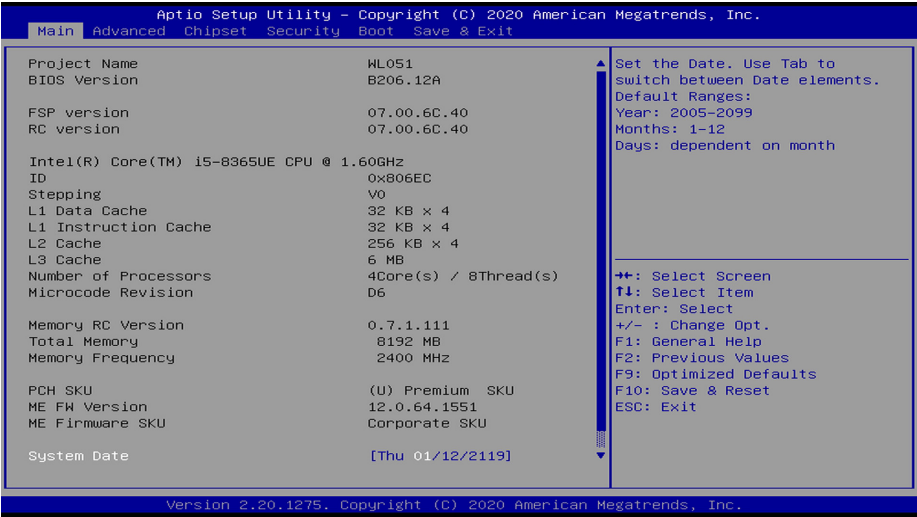 Aptio Setup Utility – Copyright (C) 2020 American Megatrends, Inc.
Main Advanced Chipset Security Boot Save & Exit
Project Name WL051
BIOS Version B206.12A
FSP version 07.00.6C.40
RC version 07.00.6C.40
Intel(R) Core(TM) i5-8365UE CPU @ 1.60GHz
ID 0x806EC
Stepping V0
L1 Data Cache 32 KB x 4
L1 Instruction Cache 32 KB x 4
L2 Cache 256 KB x 4
L3 Cache 6 MB
Number of Processors 4Core(s) / 8Thread(s)
Microcode Revision D6
Memory RC Version 0.7.1.111
Total Memory 8192 MB
Memory Frequency 2400 MHz
PCH SKU (U) Premium SKU
ME FW Version 12.0.64.1551
ME Firmware SKU Corporate SKU
System Date [Thu 01/12/2119]
Set the Date. Use Tab to
switch between Date elements.
Default Ranges:
Year: 2005-2099
Months: 1-12
Days: dependent on month
→←: Select Screen
↑↓: Select Item
Enter: Select
+/- : Change Opt.
F1: General Help
F2: Previous Values
F9: Optimized Defaults
F10: Save & Reset
ESC: Exit
Version 2.20.1275. Copyright (C) 2020 American Megatrends, Inc.